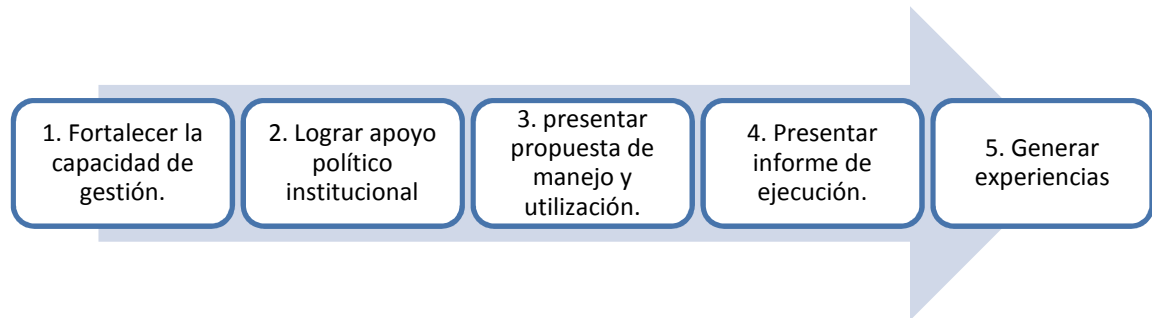 1. Fortalecer la
capacidad de
gestión.
2. Lograr apoyo
político
institucional
3. presentar
propuesta de
manejo y
utilización.
4. Presentar
informe de
ejecución.
5. Generar
experiencias